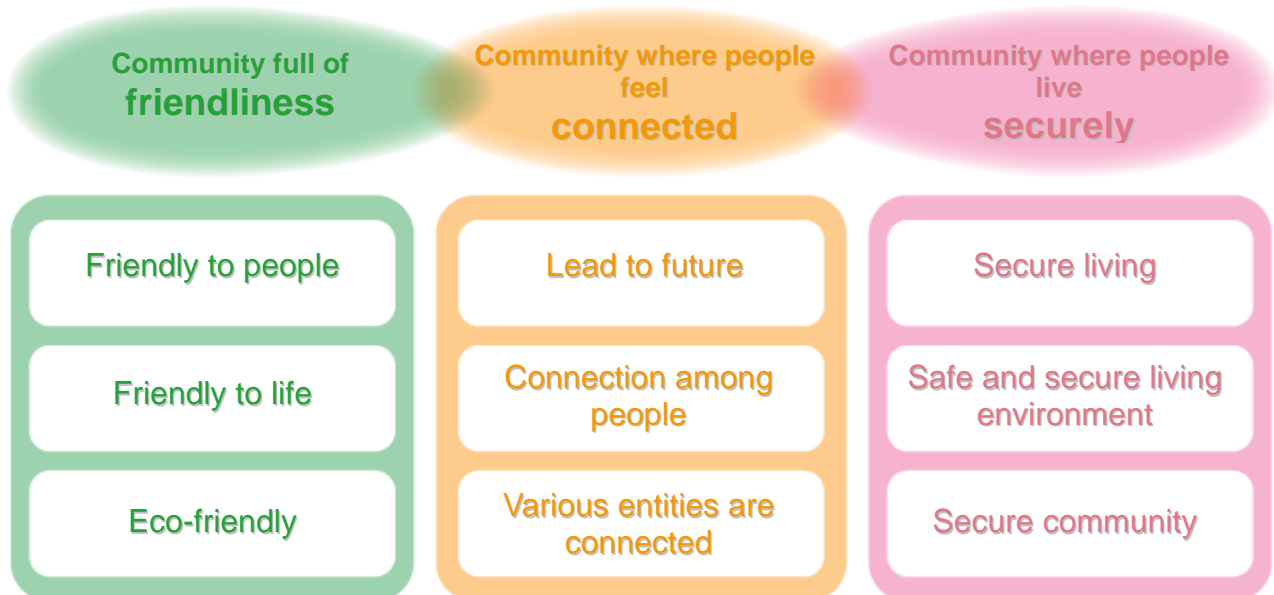 Community full of
friendliness
Community where people
feel
connected
Community where people
live
securely
Friendly to people
Friendly to life
Eco-friendly
Lead to future
Connection among
people
Various entities are
connected
Secure living
Safe and secure living
environment
Secure community